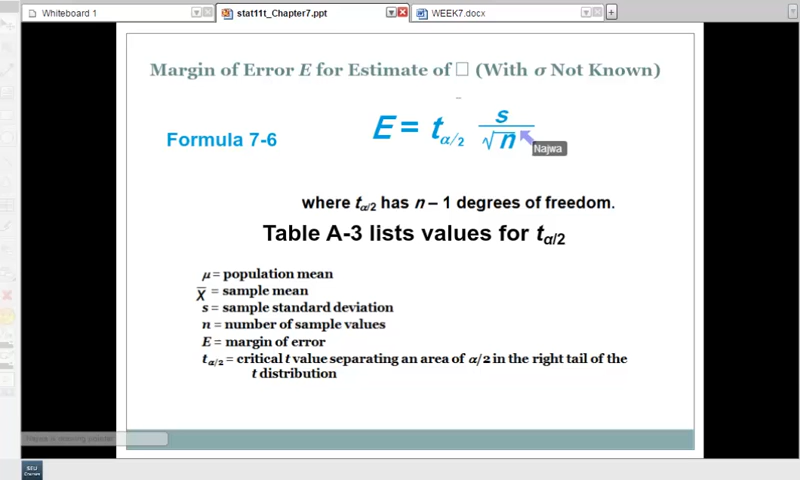 Whiteboard 1
stat11t_Chapter7.ppt
WEEK7.docx
Margin of Error E for Estimate of □ (With σ Not Known)
Formula 7-6
E = tα/2 s/√n
Najwa
where tα/2 has n – 1 degrees of freedom.
Table A-3 lists values for tα/2
μ = population mean
x̄ = sample mean
s = sample standard deviation
n = number of sample values
E = margin of error
tα/2 = critical t value separating an area of α/2 in the right tail of the
t distribution